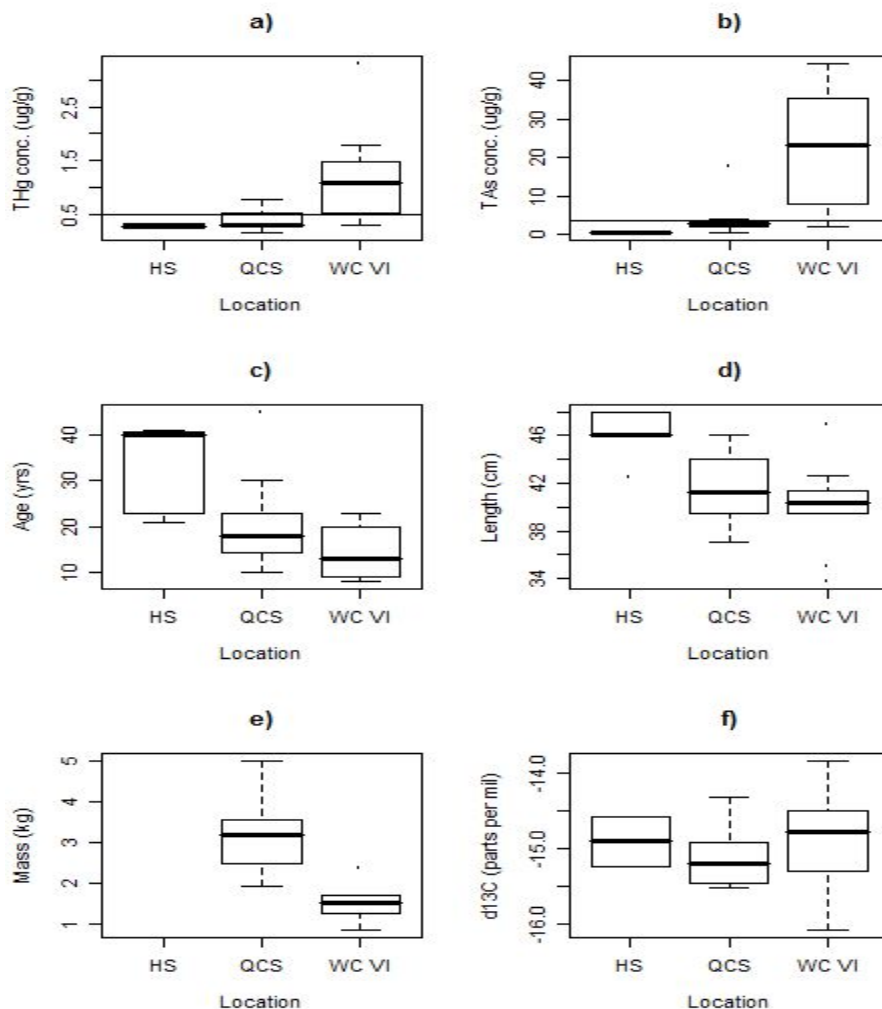 a)
THg conc. (ug/g)
0.5 1.5 2.5
HS QCS WC VI
Location
b)
TAs conc. (ug/g)
0 10 20 30 40
HS QCS WC VI
Location
c)
Age (yrs)
10 20 30 40
HS QCS WC VI
Location
d)
Length (cm)
34 38 42 46
HS QCS WC VI
Location
e)
Mass (kg)
1 2 3 4 5
HS QCS WC VI
Location
f)
d13C (parts per mil)
-16.0 -15.0 -14.0
HS QCS WC VI
Location